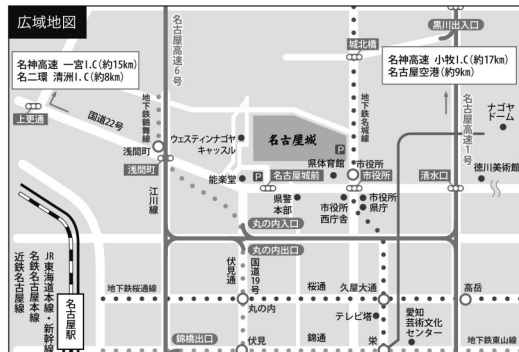 広域地図
黒川出入口
名古屋高速6号
城北橋
名神高速 一宮I.C(約15km)
名二環 清洲I.C(約8km)
名神高速 小牧I.C(約17km)
名古屋空港(約9km)
上更通
国道22号
地下鉄鶴舞線
地下鉄名城線
名古屋高速1号
ナゴヤ
ドーム
ウェスティンナゴヤ
キャッスル
名古屋城
P
浅間町
県体育館
市役所
浅間町
P
名古屋城前
市役所
清水口
徳川美術館
能楽堂
江川線
県警
本部
市役所
西庁舎
市役所
県庁
丸の内入口
丸の内出口
JR東海道本線・新幹線
名鉄名古屋本線
近鉄名古屋線
名古屋駅
伏見通
国道19号
地下鉄桜通線
桜通
久屋大通
高岳
丸の内
テレビ塔
愛知
芸術文化
センター
錦橋出口
伏見
錦通
栄
地下鉄東山線